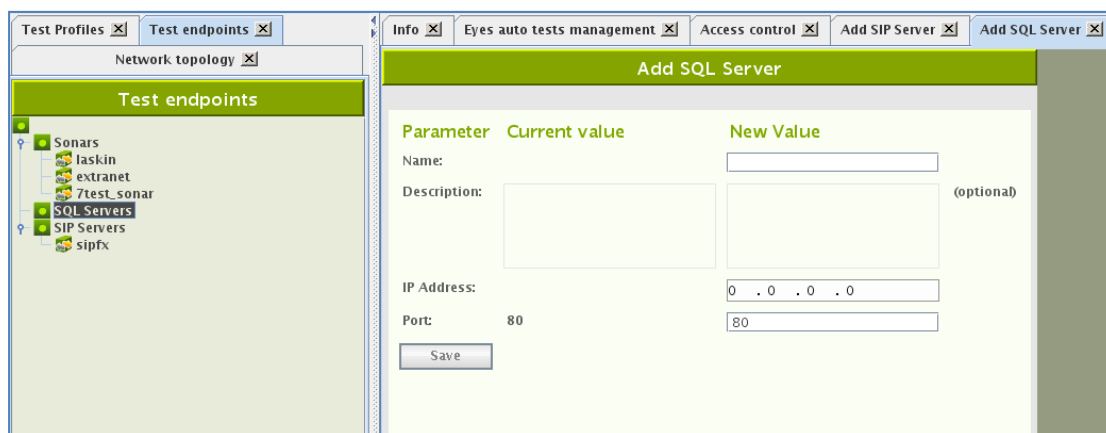 Test Profiles Test endpoints
Network topology
Test endpoints
Sonars
laskin
extranet
7test_sonar
SQL Servers
SIP Servers
sipfx
Info Eyes auto tests management Access control Add SIP Server Add SQL Server
Add SQL Server
Parameter Current value New Value
Name:
Description: (optional)
IP Address: 0 . 0 . 0 . 0
Port: 80 80
Save